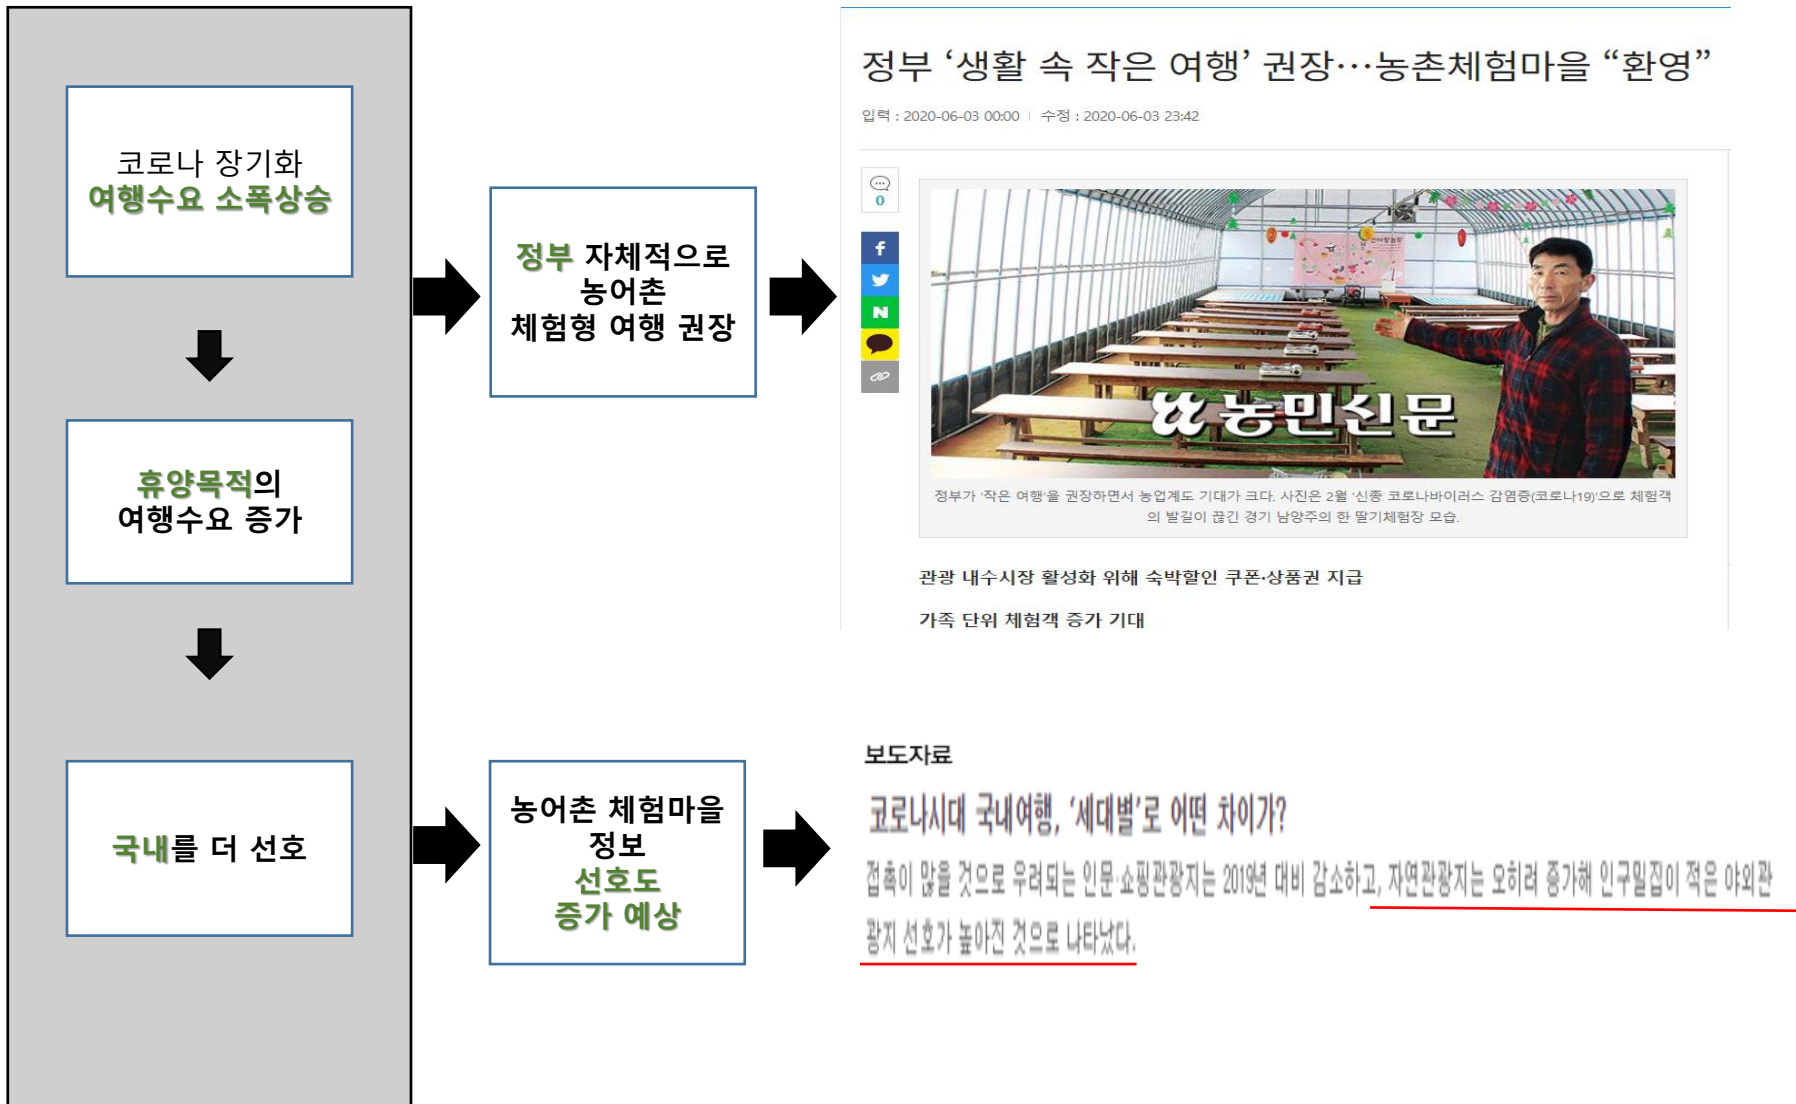 코로나 장기화
여행수요 소폭상승
휴양목적의
여행수요 증가
국내를 더 선호
정부 자체적으로
농어촌
체험형 여행 권장
농어촌 체험마을
정보
선호도
증가 예상
정부 ‘생활 속 작은 여행’ 권장…농촌체험마을 “환영”
입력 : 2020-06-03 00:00 | 수정 : 2020-06-03 23:42
0
f
N
농민신문
정부가 ‘작은 여행’을 권장하면서 농업계도 기대가 크다. 사진은 2월 ‘신종 코로나바이러스 감염증(코로나19)’으로 체험객
의 발길이 끊긴 경기 남양주의 한 딸기체험장 모습.
관광 내수시장 활성화 위해 숙박할인 쿠폰·상품권 지급
가족 단위 체험객 증가 기대
보도자료
코로나시대 국내여행, ‘세대별’로 어떤 차이가?
접촉이 많을 것으로 우려되는 인문·쇼핑관광지는 2019년 대비 감소하고, 자연관광지는 오히려 증가해 인구밀집이 적은 야외관
광지 선호가 높아진 것으로 나타났다.